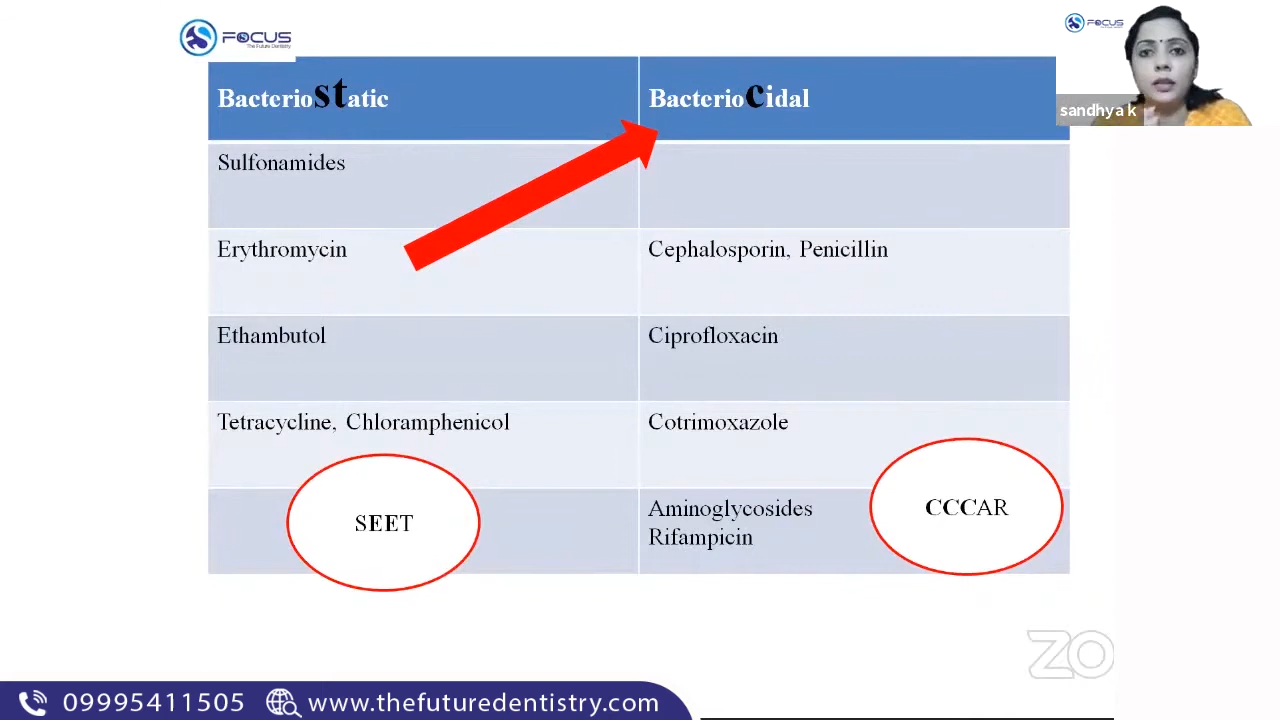 FOCUS
The Future Dentistry
FOCUS
sandhya k
Bacteriostatic
Bacteriocidal
Sulfonamides
Erythromycin
Cephalosporin, Penicillin
Ethambutol
Ciprofloxacin
Tetracycline, Chloramphenicol
Cotrimoxazole
SEET
Aminoglycosides
Rifampicin
CCCAR
ZO
09995411505
www.thefuturedentistry.com